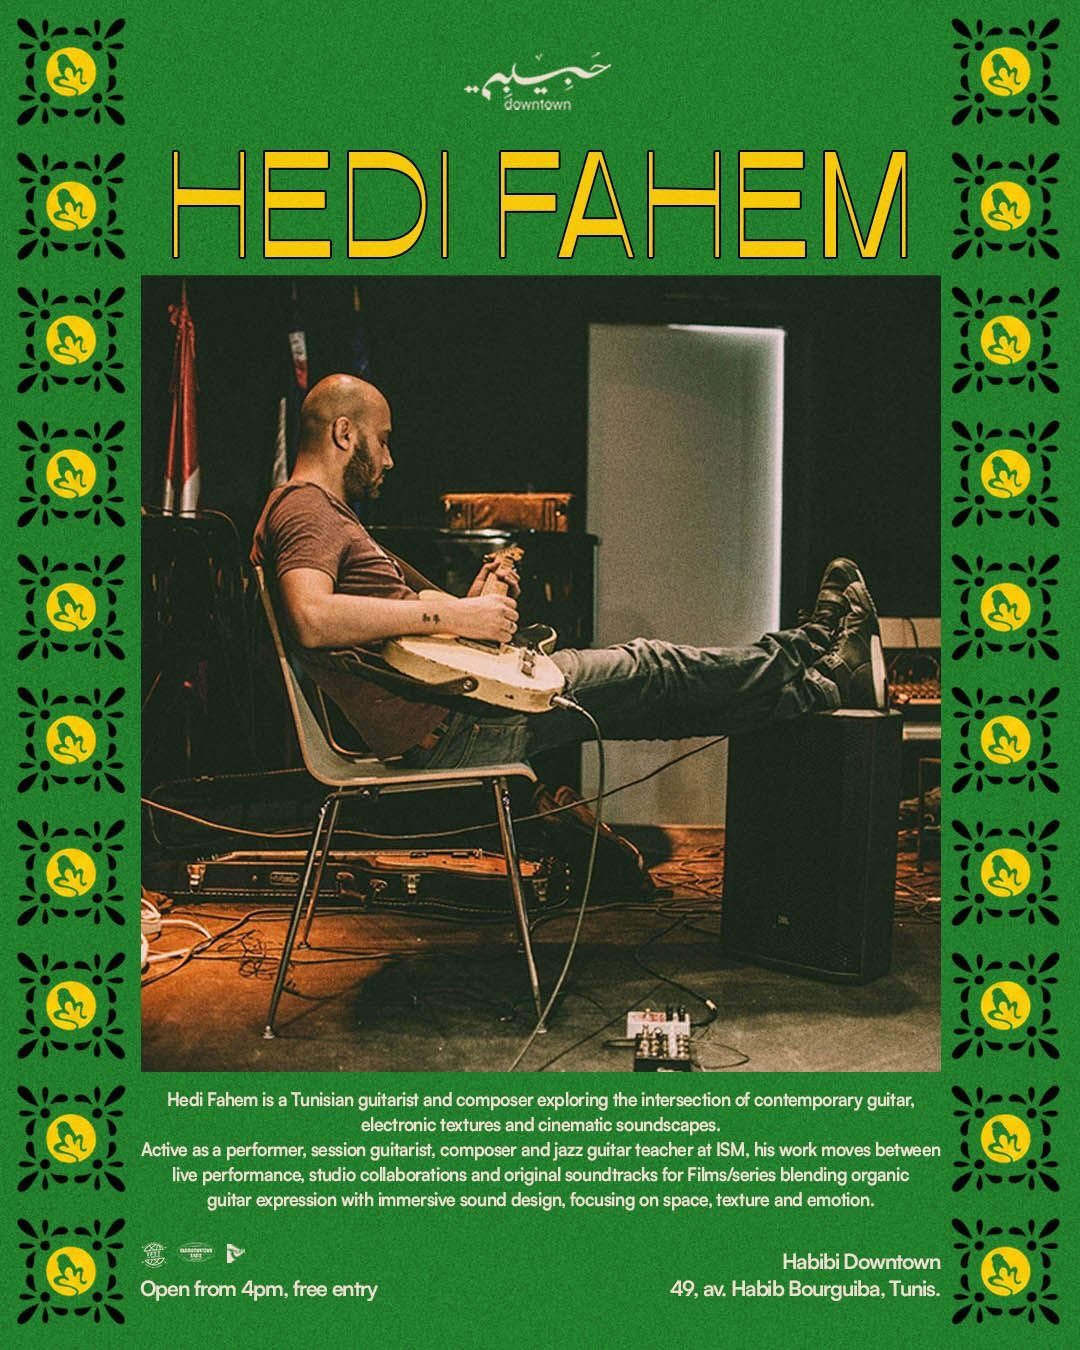 حبيبي
downtown
HEDI FAHEM
JBL
Hedi Fahem is a Tunisian guitarist and composer exploring the intersection of contemporary guitar,
electronic textures and cinematic soundscapes.
Active as a performer, session guitarist, composer and jazz guitar teacher at ISM, his work moves between
live performance, studio collaborations and original soundtracks for Films/series blending organic
guitar expression with immersive sound design, focusing on space, texture and emotion.
Open from 4pm, free entry
Habibi Downtown
49, av. Habib Bourguiba, Tunis.